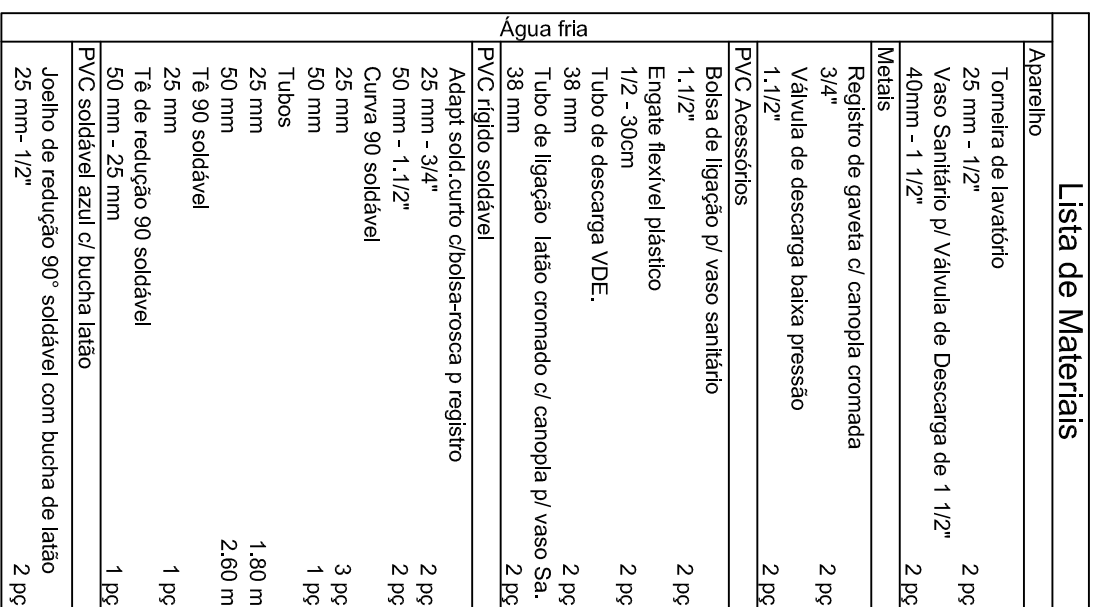 Lista de Materiais
Água fria
Aparelho
Torneira de lavatório
25 mm - 1/2" 2 pç
Vaso Sanitário p/ Válvula de Descarga de 1 1/2"
40mm - 1 1/2" 2 pç
Metais
Registro de gaveta c/ canopla cromada
3/4" 2 pç
Válvula de descarga baixa pressão
1.1/2" 2 pç
PVC Acessórios
Bolsa de ligação p/ vaso sanitário
1.1/2" 2 pç
Engate flexível plástico
1/2 - 30cm 2 pç
Tubo de descarga VDE.
38 mm 2 pç
Tubo de ligação latão cromado c/ canopla p/ vaso Sa.
38 mm 2 pç
PVC rígido soldável
Adapt sold.curto c/bolsa-rosca p registro
25 mm - 3/4" 2 pç
50 mm - 1.1/2" 2 pç
Curva 90 soldável
25 mm 3 pç
50 mm 1 pç
Tubos
25 mm 1.80 m
50 mm 2.60 m
Tê 90 soldável
25 mm 1 pç
Tê de redução 90 soldável
50 mm - 25 mm 1 pç
PVC soldável azul c/ bucha latão
Joelho de redução 90° soldável com bucha de latão
25 mm- 1/2" 2 pç